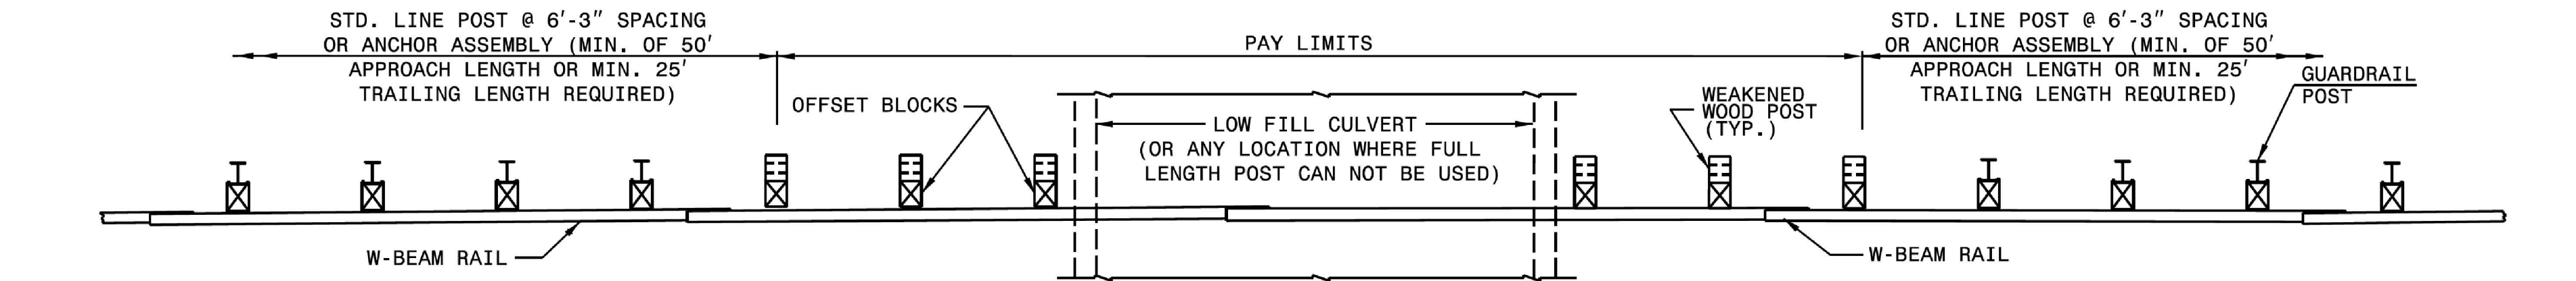 STD. LINE POST @ 6'-3" SPACING
OR ANCHOR ASSEMBLY (MIN. OF 50'
APPROACH LENGTH OR MIN. 25'
TRAILING LENGTH REQUIRED)
PAY LIMITS
STD. LINE POST @ 6'-3" SPACING
OR ANCHOR ASSEMBLY (MIN. OF 50'
APPROACH LENGTH OR MIN. 25'
TRAILING LENGTH REQUIRED)
GUARDRAIL
POST
OFFSET BLOCKS
LOW FILL CULVERT
(OR ANY LOCATION WHERE FULL
LENGTH POST CAN NOT BE USED)
WEAKENED
WOOD POST
(TYP.)
W-BEAM RAIL
W-BEAM RAIL